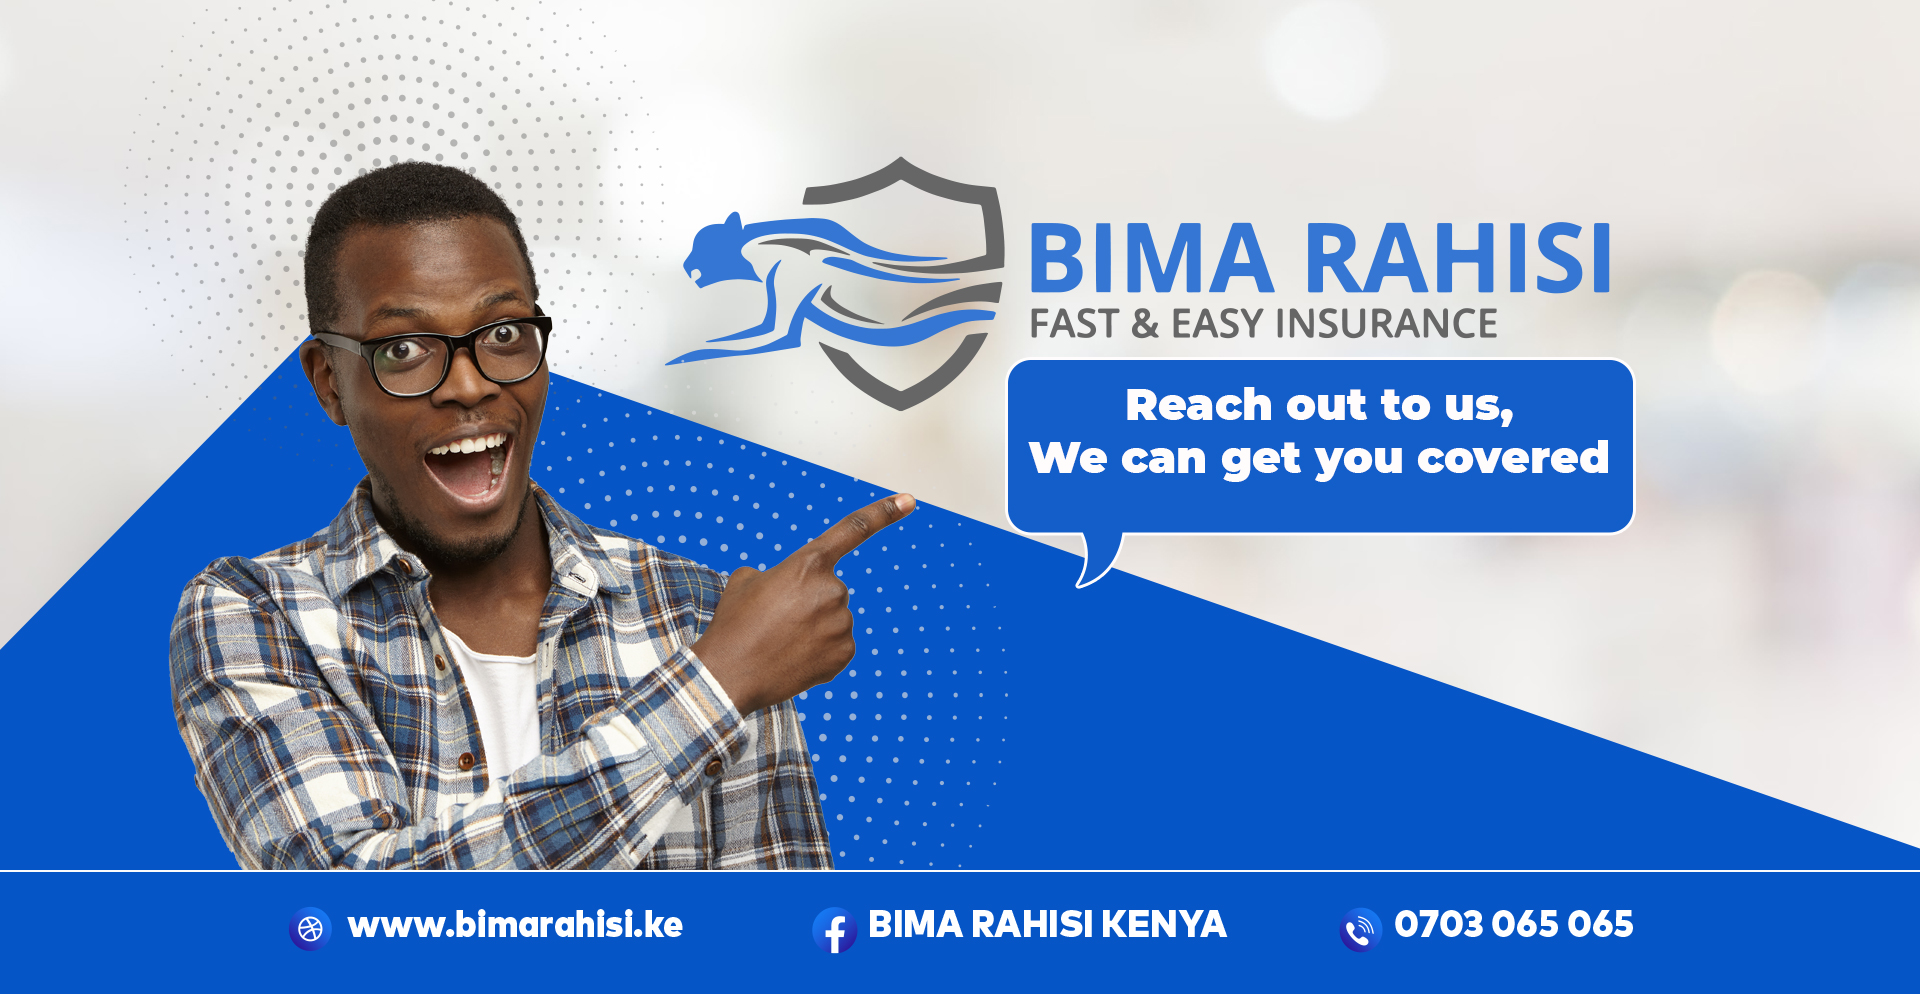 BIMA RAHISI
FAST & EASY INSURANCE
Reach out to us,
We can get you covered
www.bimarahisi.ke
BIMA RAHISI KENYA
0703 065 065